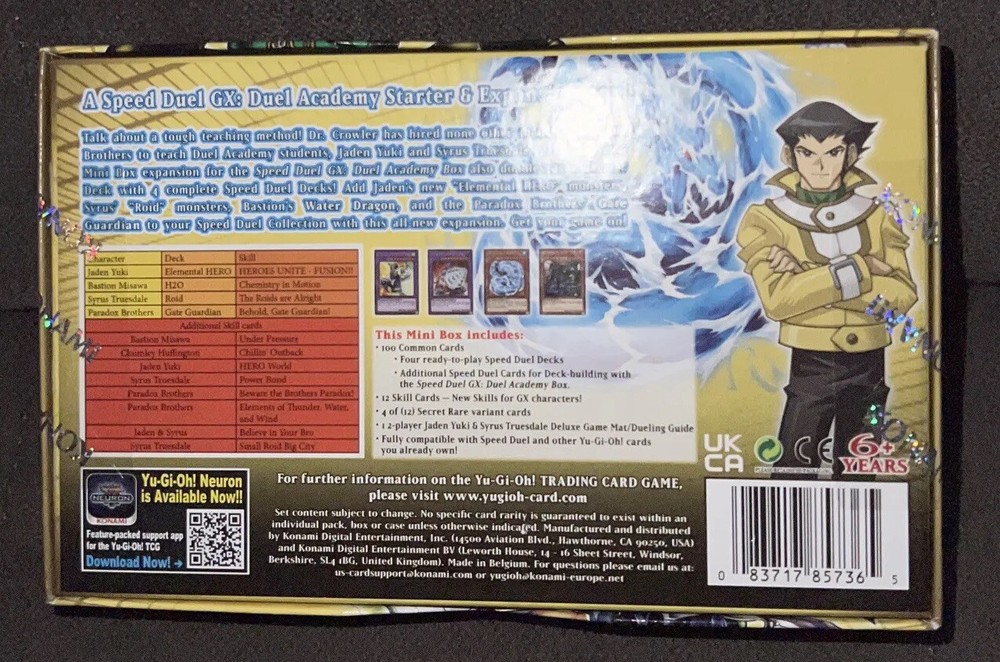 A Speed Duel GX: Duel Academy Starter & Exp
Talk about a tough teaching method! Dr. Crowler has hired none
Brothers to teach Duel Academy students, Jaden Yuki and Syrus
Mini Box expansion for the Speed Duel GX: Duel Academy Box also
Deck with 4 complete Speed Duel Decks! Add Jaden's new "Elemental HERO" monsters,
Syrus' "Roid" monsters, Bastion's Water Dragon, and the Paradox Brothers' Gate
Guardian to your Speed Duel Collection with this all-new expansion. Get your game on!
Character Deck Skill
Jaden Yuki Elemental HERO HEROES UNITE - FUSION!!
Bastion Misawa H2O Chemistry in Motion
Syrus Truesdale Roid The Roids are Alright
Paradox Brothers Gate Guardian Behold, Gate Guardian!
Additional Skill cards
Bastion Misawa Under Pressure
Chumley Huffington Chillin' Outback
Jaden Yuki HERO World
Syrus Truesdale Power Bond
Paradox Brothers Beware the Brothers Paradox!
Paradox Brothers Elements of Thunder, Water,
and Wind
Jaden & Syrus Believe in Your Bro
Syrus Truesdale Small Roid Big City
This Mini Box includes:
• 100 Common Cards
• Four ready-to-play Speed Duel Decks
• Additional Speed Duel Cards for Deck-building with
the Speed Duel GX: Duel Academy Box.
• 12 Skill Cards – New Skills for GX characters!
• 4 of (12) Secret Rare variant cards
• 1 2-player Jaden Yuki & Syrus Truesdale Deluxe Game Mat/Dueling Guide
• Fully compatible with Speed Duel and other Yu-Gi-Oh! cards
you already own!
UK
CA
CE
6+
YEARS
NEURON
KONAMI
Yu-Gi-Oh! Neuron
is Available Now!!
Feature-packed support app
for the Yu-Gi-Oh! TCG
Download Now! →
For further information on the Yu-Gi-Oh! TRADING CARD GAME,
please visit www.yugioh-card.com
Set content subject to change. No specific card rarity is guaranteed to exist within an
individual pack, box or case unless otherwise indicated. Manufactured and distributed
by Konami Digital Entertainment, Inc. (14500 Aviation Blvd., Hawthorne, CA 90250, USA)
and Konami Digital Entertainment BV (Leworth House, 14 - 16 Sheet Street, Windsor,
Berkshire, SL4 1BG, United Kingdom). Made in Belgium. For questions please email us at:
us-cardsupport@konami.com or yugioh@konami-europe.net
0 83717 85736 5